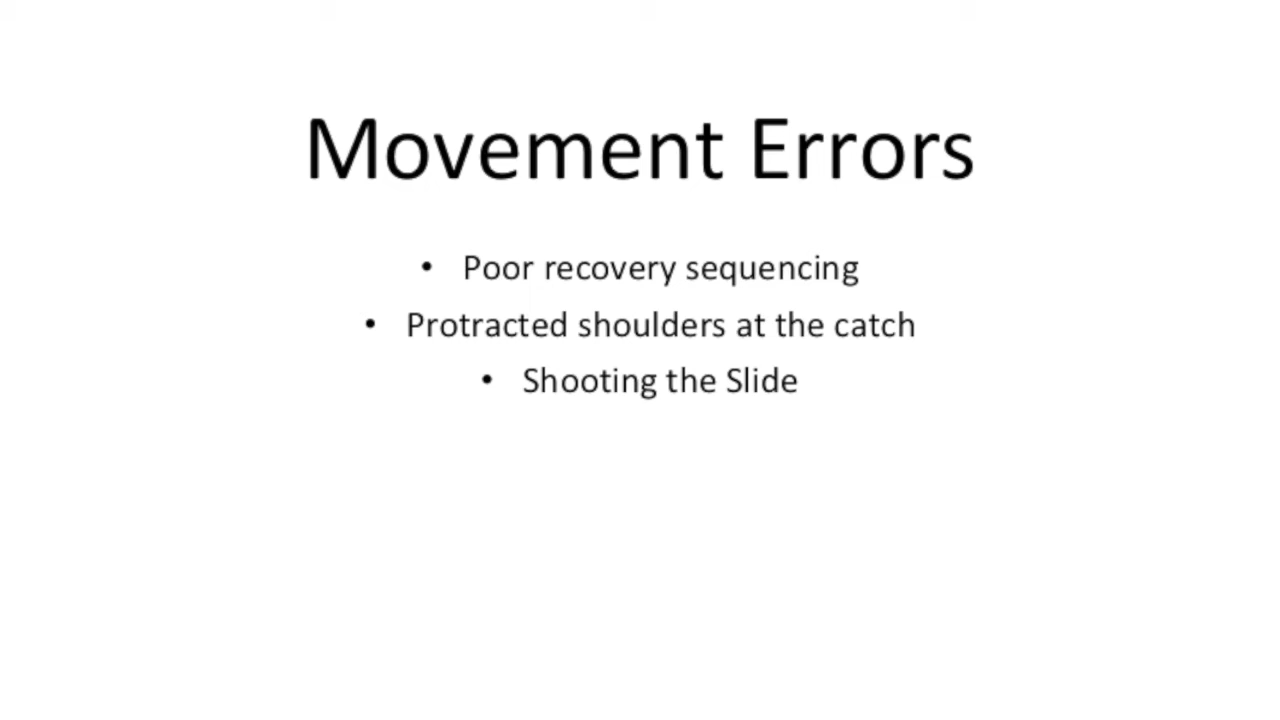 Movement Errors
• Poor recovery sequencing
• Protracted shoulders at the catch
• Shooting the Slide